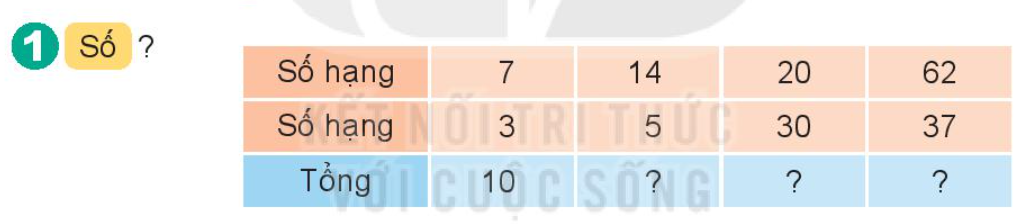 1 Số ?
Số hạng 7 14 20 62
Số hạng 3 5 30 37
KẾT NỐI TRI THỨC
Tổng 10 ? ? ?
VỚI CUỘC SỐNG